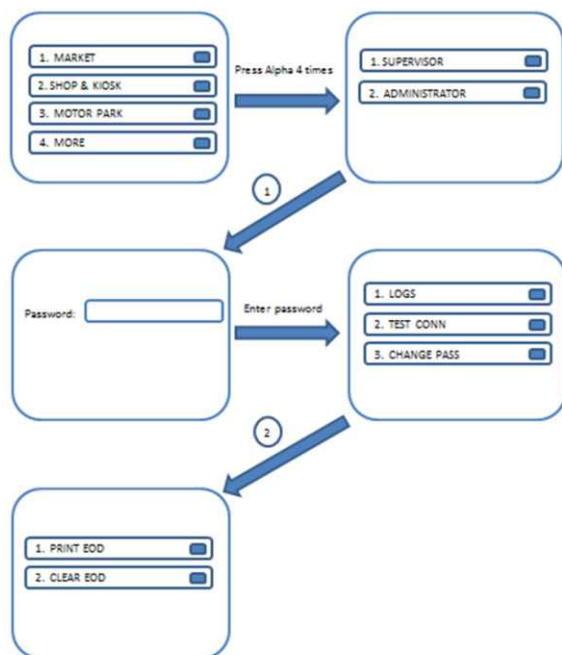 1. MARKET
2. SHOP & KIOSK
3. MOTOR PARK
4. MORE
Press Alpha 4 times
1. SUPERVISOR
2. ADMINISTRATOR
1
Password:
Enter password
1. LOGS
2. TEST CONN
3. CHANGE PASS
2
1. PRINT EOD
2. CLEAR EOD